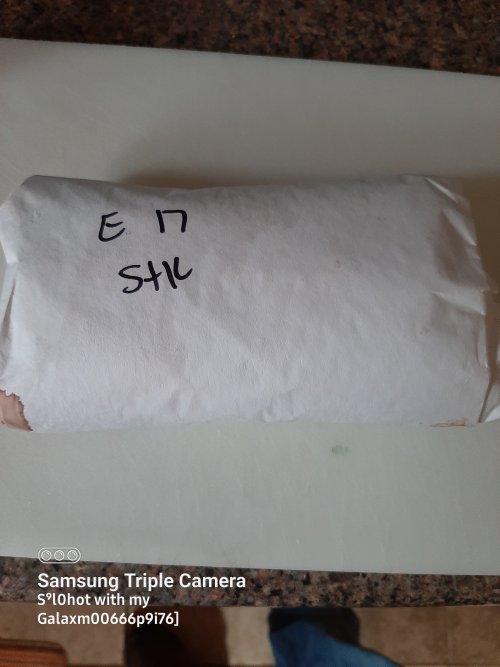 E 17
Stk
Samsung Triple Camera
S°l0hot with my
Galaxm00666p9i76]